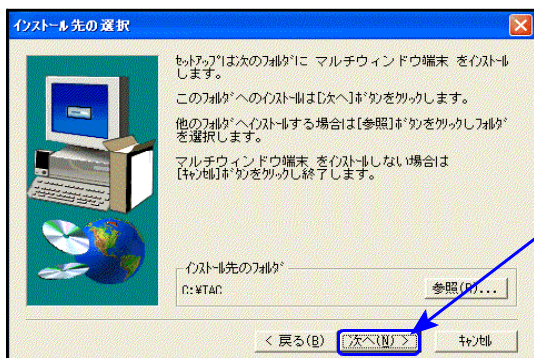 インストール先の選択
セットアップは次のフォルダに マルチウィンドウ端末 をインストール
します。
このフォルダへのインストールは[次へ]ボタンをクリックします。
他のフォルダへインストールする場合は[参照]ボタンをクリックしフォルダ
を選択します。
マルチウィンドウ端末 をインストールしない場合は
[キャンセル]ボタンをクリックし終了します。
インストール先のフォルダ
C:¥TAC
参照(R)...
< 戻る(B)
次へ(N) >
キャンセル